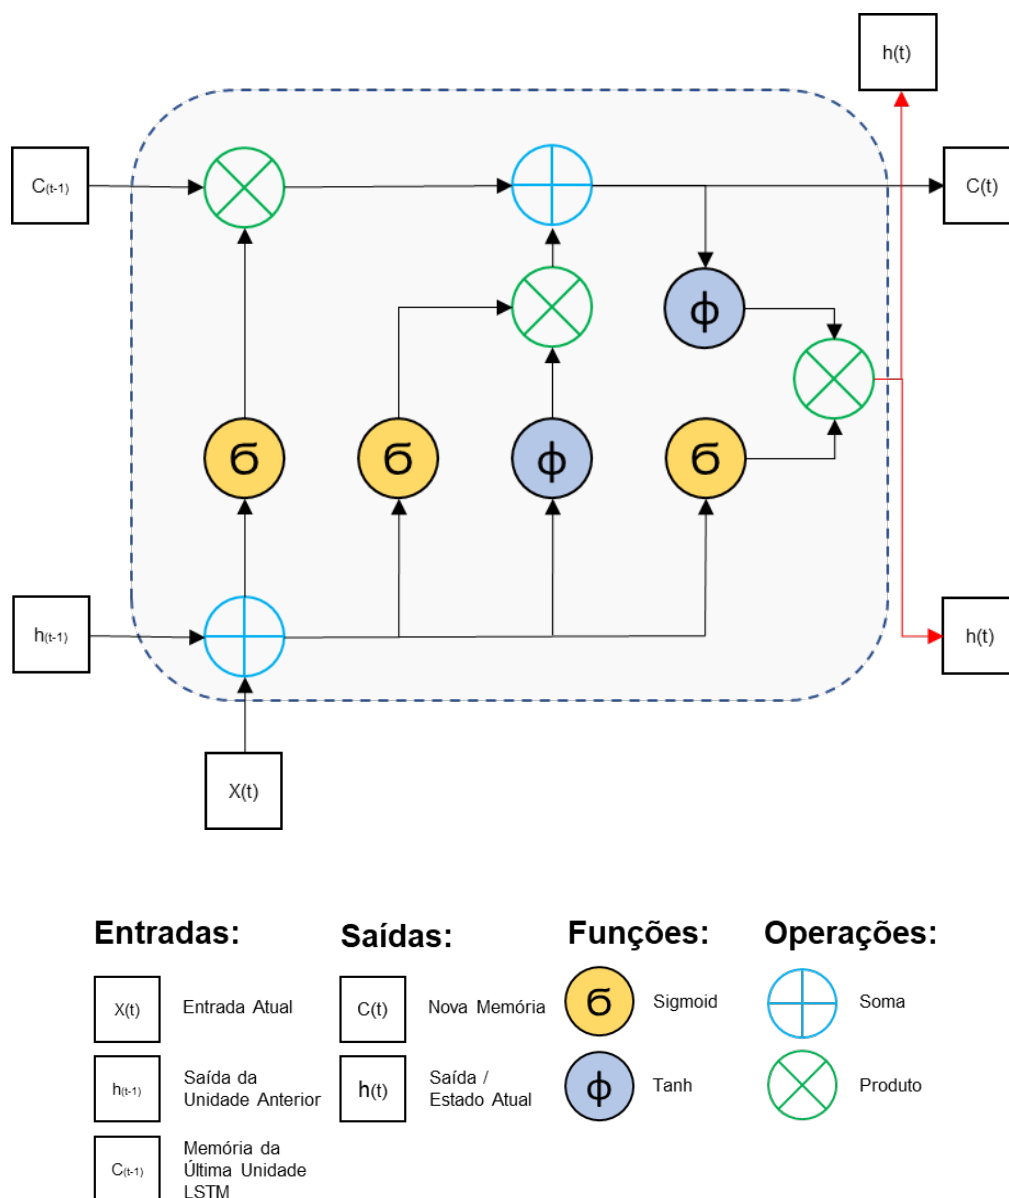 h(t)
C(t-1)
C(t)
ϕ
б
б
ϕ
б
h(t-1)
h(t)
X(t)
Entradas:
X(t) Entrada Atual
h(t-1) Saída da
Unidade Anterior
C(t-1) Memória da
Última Unidade
LSTM
Saídas:
C(t) Nova Memória
h(t) Saída /
Estado Atual
Funções:
б Sigmoid
ϕ Tanh
Operações:
Soma
Produto